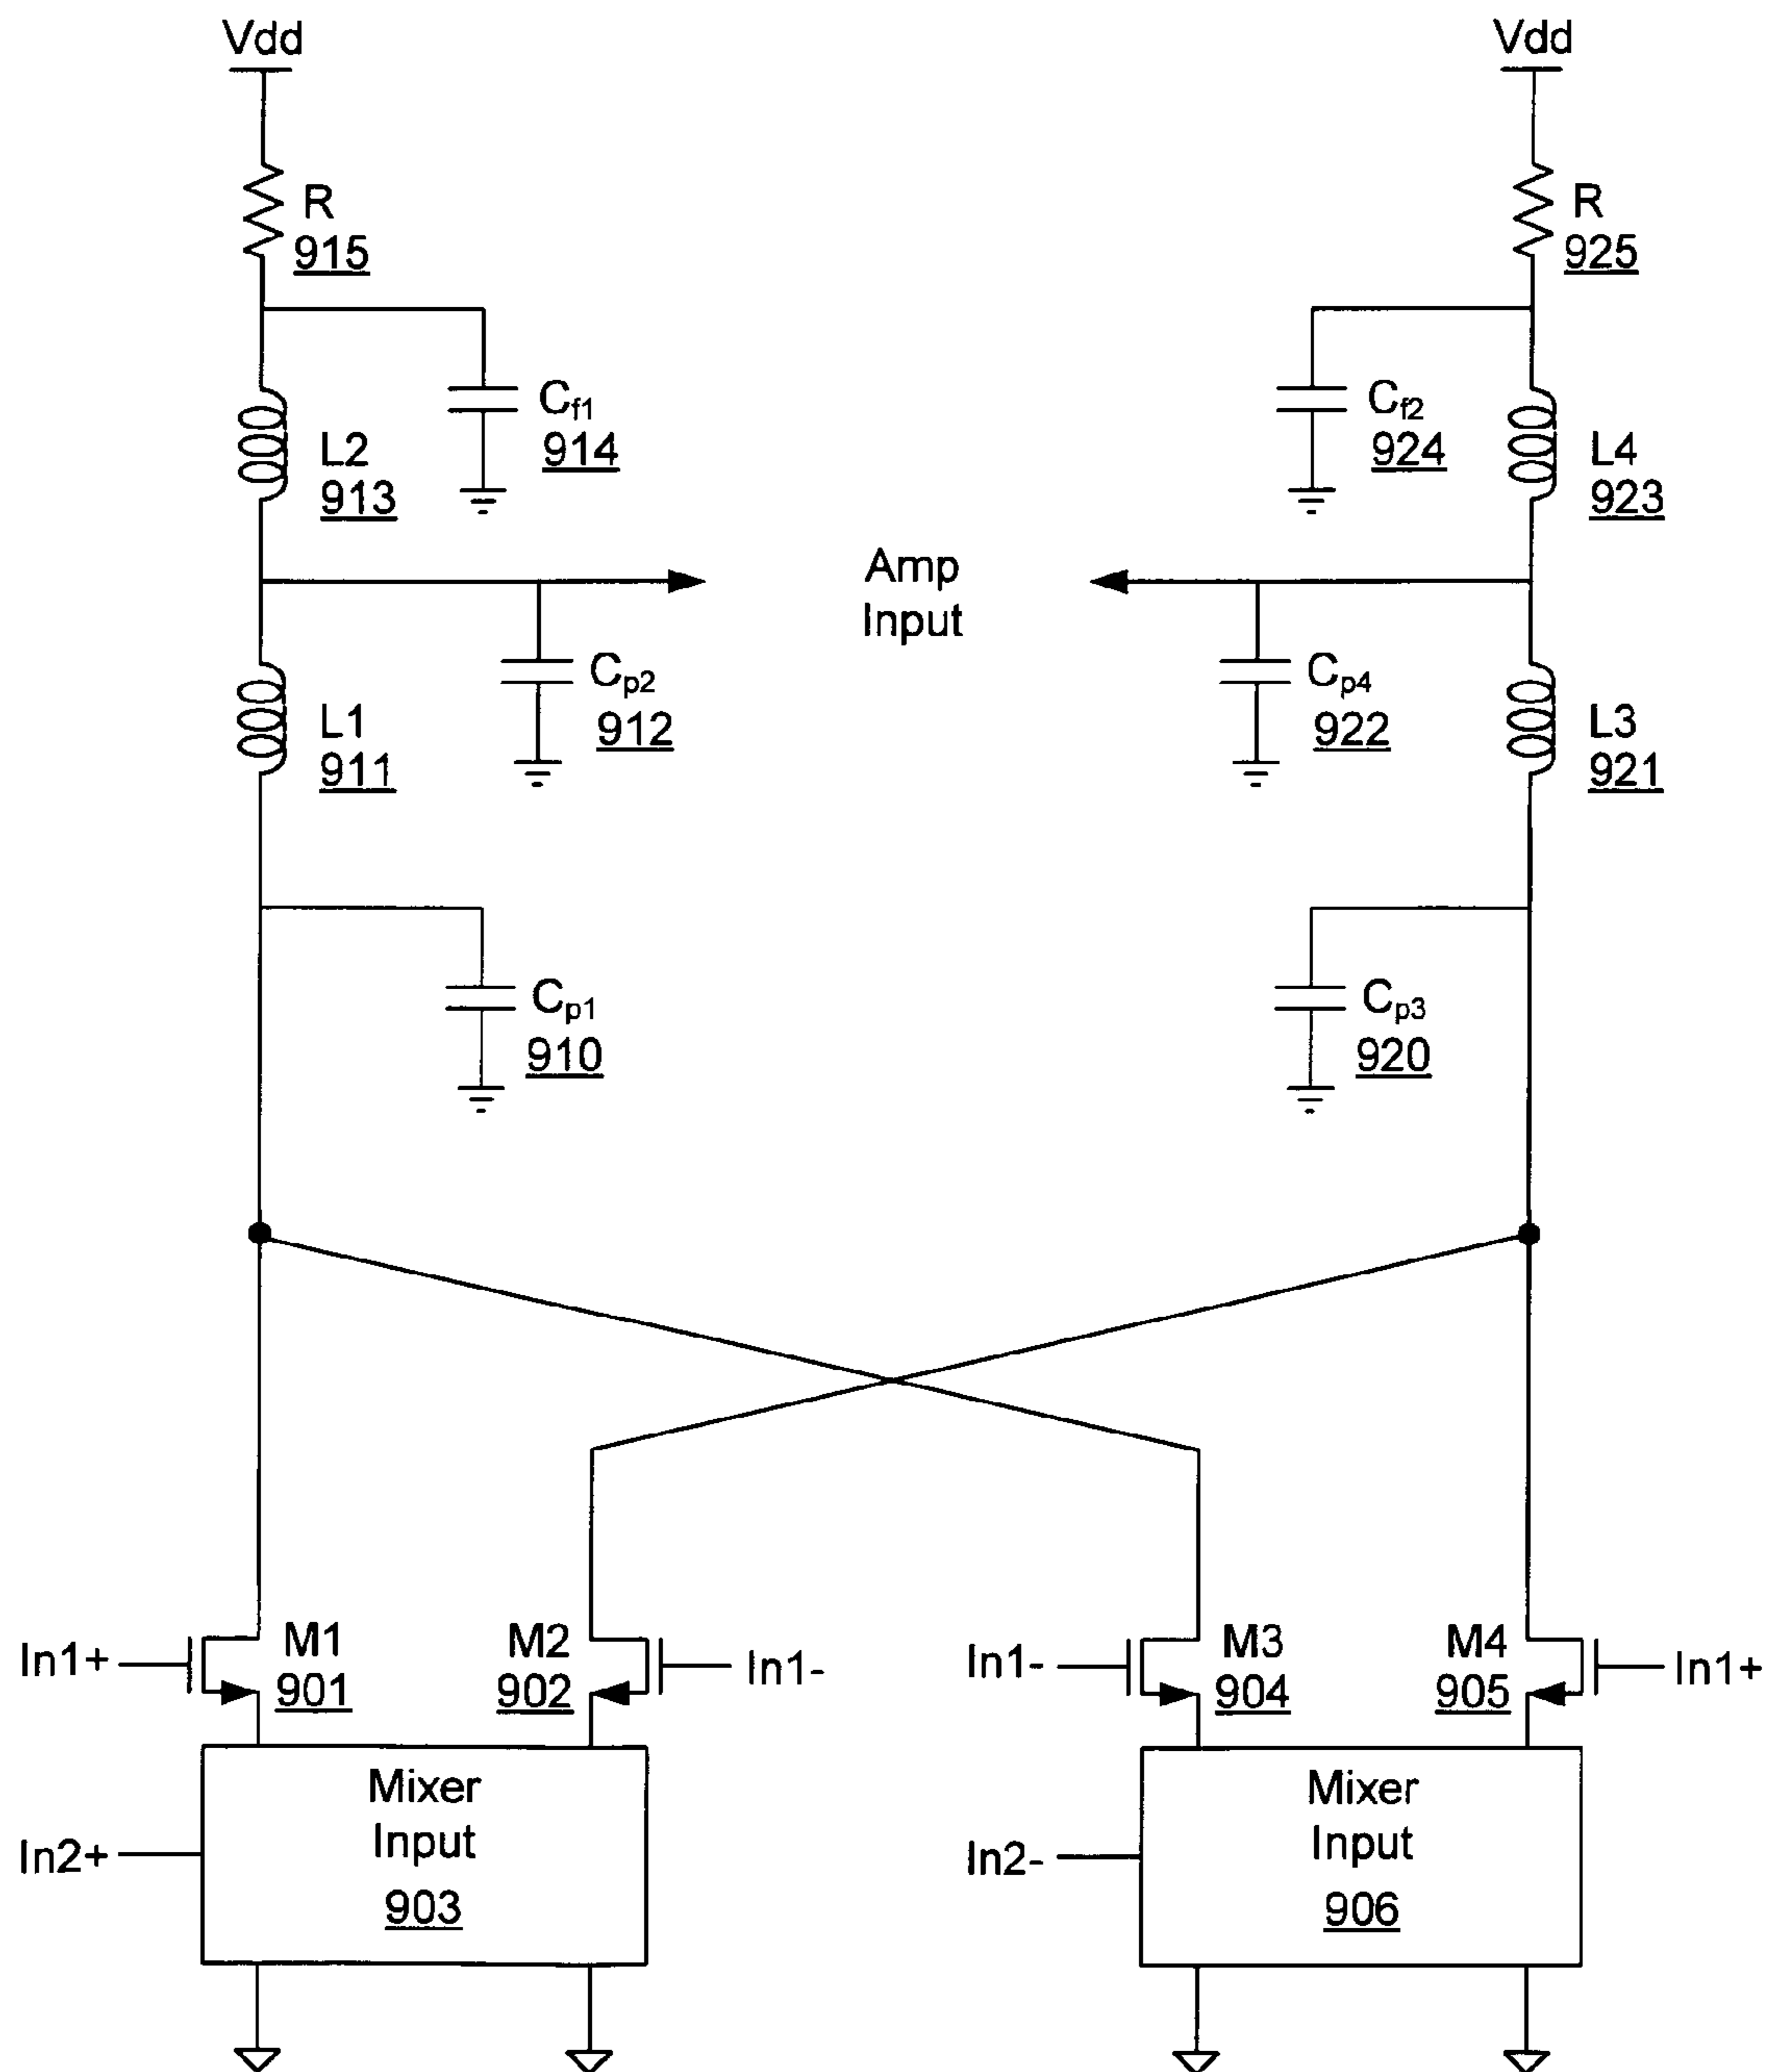 Vdd
Vdd
R
915
R
925
Cf1
914
Cf2
924
L2
913
L4
923
Amp
Input
Cp2
912
Cp4
922
L1
911
L3
921
Cp1
910
Cp3
920
In1+
M1
901
M2
902
In1-
In1-
M3
904
M4
905
In1+
In2+
Mixer
Input
903
In2-
Mixer
Input
906